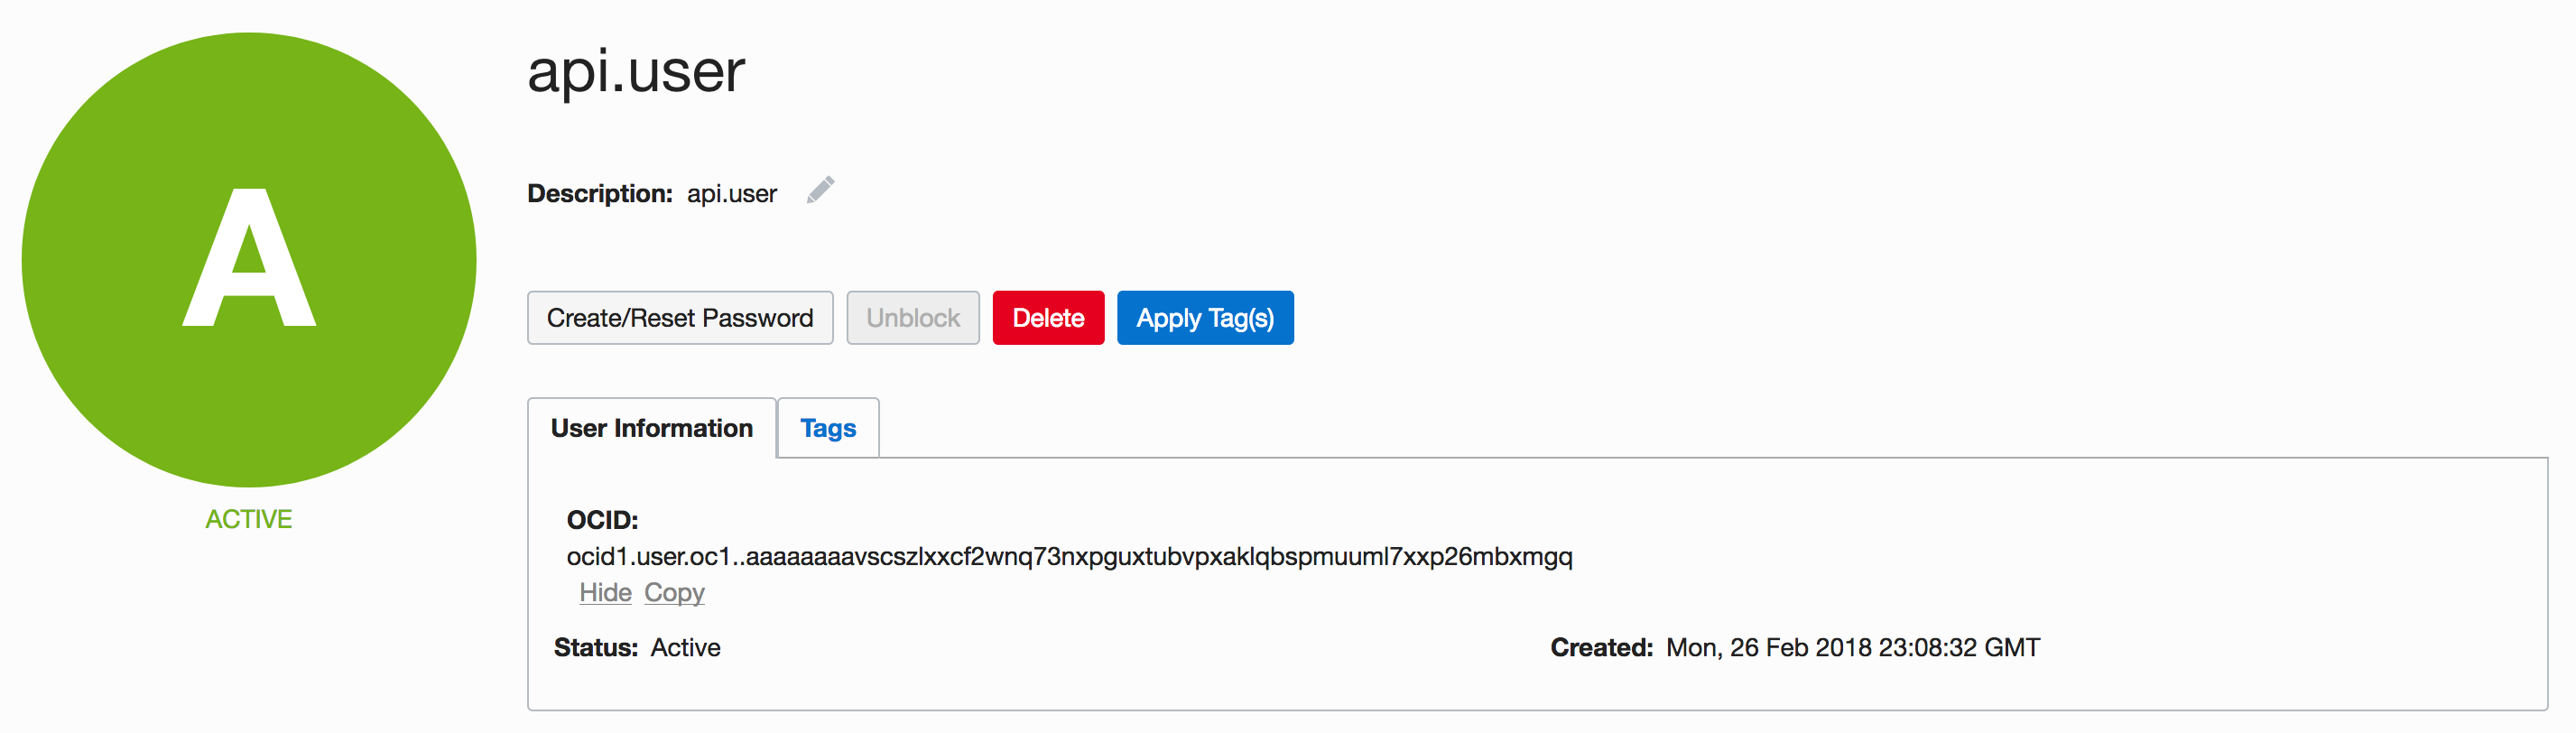 A
ACTIVE
api.user
Description: api.user
Create/Reset Password Unblock Delete Apply Tag(s)
User Information Tags
OCID:
ocid1.user.oc1..aaaaaaaavscszlxxcf2wnq73nxpguxtubvpxaklqbspmuuml7xxp26mbxmgq
Hide Copy
Status: Active Created: Mon, 26 Feb 2018 23:08:32 GMT